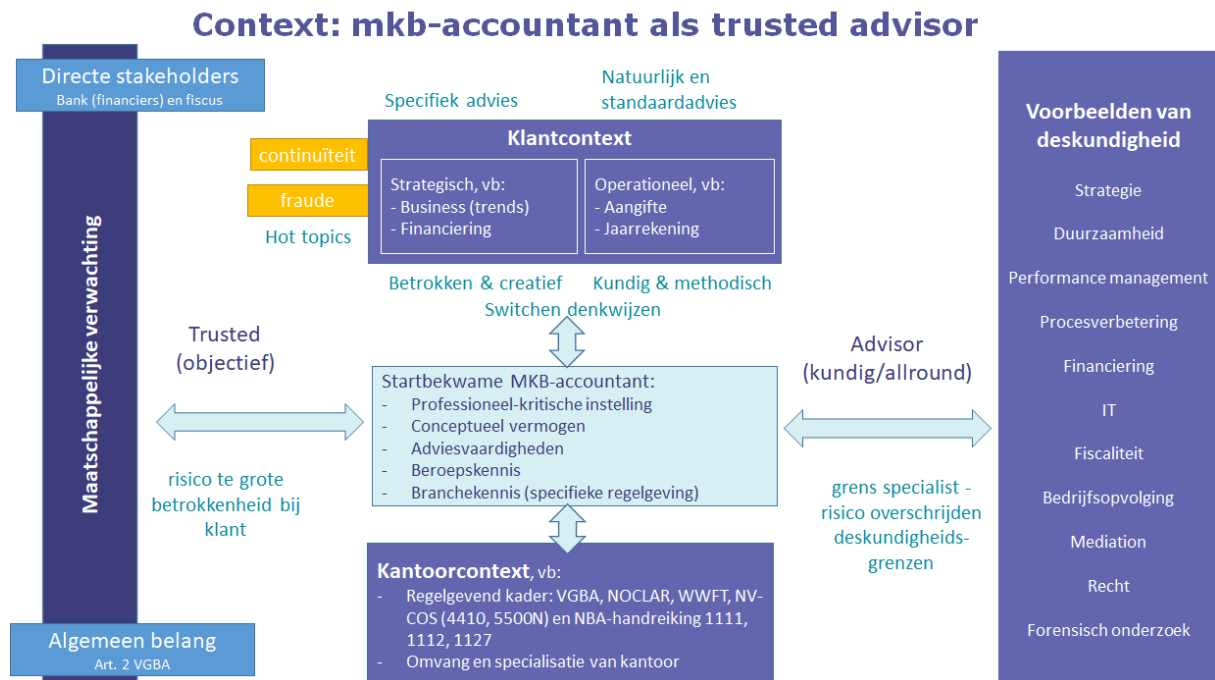 Context: mkb-accountant als trusted advisor
Directe stakeholders
Bank (financiers) en fiscus
Maatschappelijke verwachting
Algemeen belang
Art. 2 VGBA
Specifiek advies
Natuurlijk en
standaardadvies
continuïteit
fraude
Hot topics
Klantcontext
Strategisch, vb:
- Business (trends)
- Financiering
Operationeel, vb:
- Aangifte
- Jaarrekening
Betrokken & creatief
Kundig & methodisch
Switchen denkwijzen
Trusted
(objectief)
risico te grote
betrokkenheid bij
klant
Startbekwame MKB-accountant:
- Professioneel-kritische instelling
- Conceptueel vermogen
- Adviesvaardigheden
- Beroepskennis
- Branchekennis (specifieke regelgeving)
Advisor
(kundig/allround)
grens specialist -
risico overschrijden
deskundigheids-
grenzen
Kantoorcontext, vb:
- Regelgevend kader: VGBA, NOCLAR, WWFT, NV-
COS (4410, 5500N) en NBA-handreiking 1111,
1112, 1127
- Omvang en specialisatie van kantoor
Voorbeelden van
deskundigheid
Strategie
Duurzaamheid
Performance management
Procesverbetering
Financiering
IT
Fiscaliteit
Bedrijfsopvolging
Mediation
Recht
Forensisch onderzoek